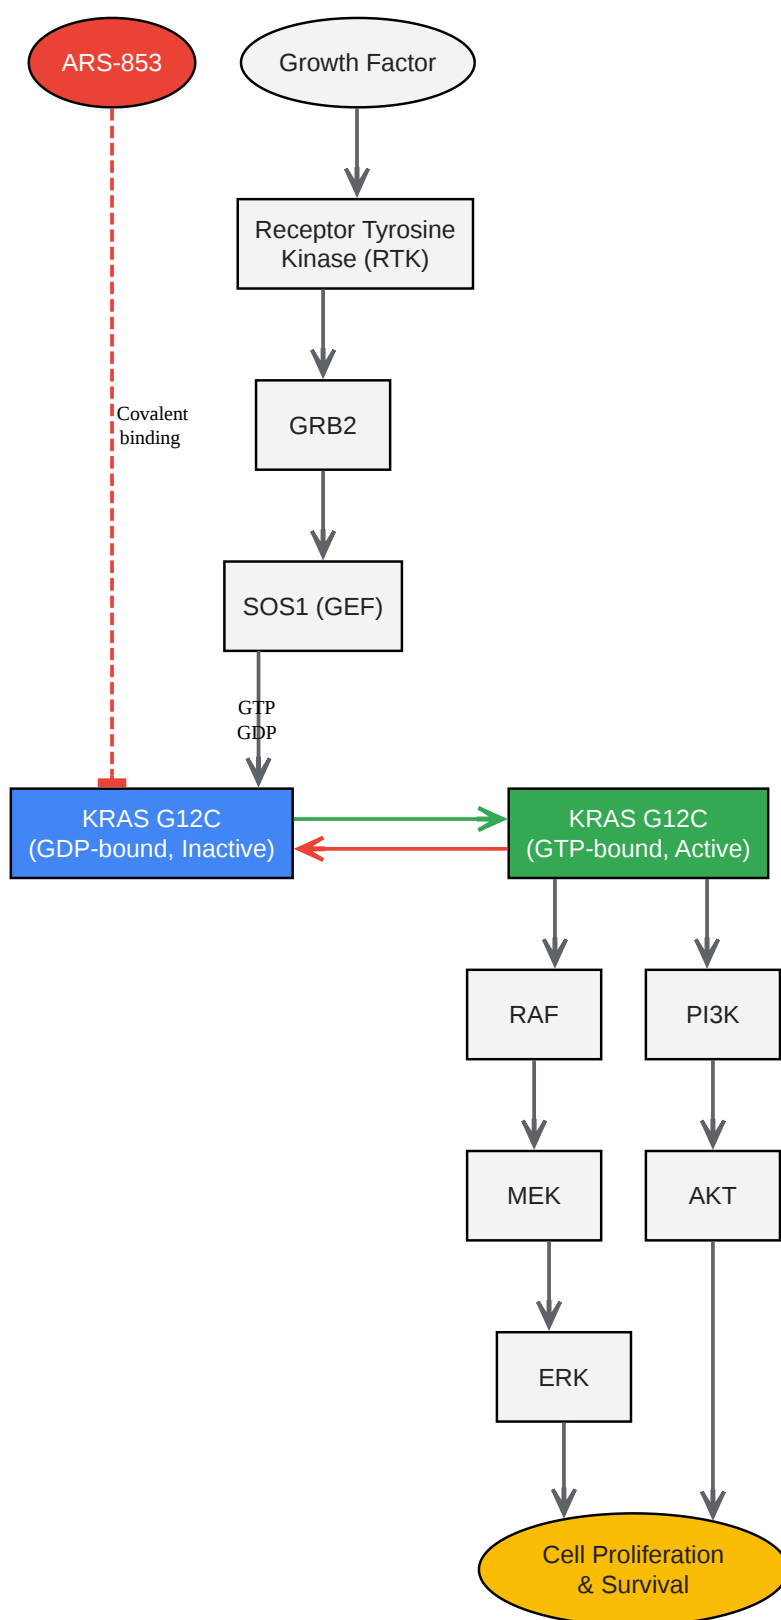 ARS-853
Growth Factor
Receptor Tyrosine
Kinase (RTK)
GRB2
Covalent
binding
SOS1 (GEF)
GTP
GDP
KRAS G12C
(GDP-bound, Inactive)
KRAS G12C
(GTP-bound, Active)
RAF
PI3K
MEK
AKT
ERK
Cell Proliferation
& Survival